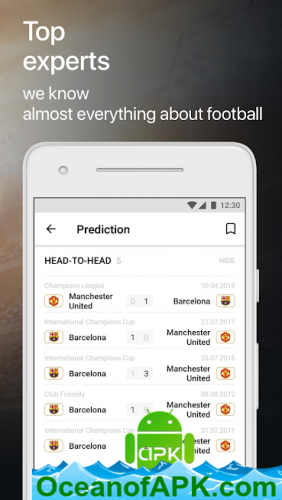 Top
experts
we know
almost everything about football
12:30
Prediction
HEAD-TO-HEAD 5 HIDE
Champions League 10.04.2019
Manchester United 0 1 Barcelona
International Champions Cup 27.07.2017
Barcelona 1 0 Manchester United
International Champions Cup 25.07.2015
Barcelona 1 3 Manchester United
Club Friendly 08.08.2012
Barcelona Manchester United
International Champions Cup 31.07.2011
Barcelona Manchester United
APK
OceanofAPK.com